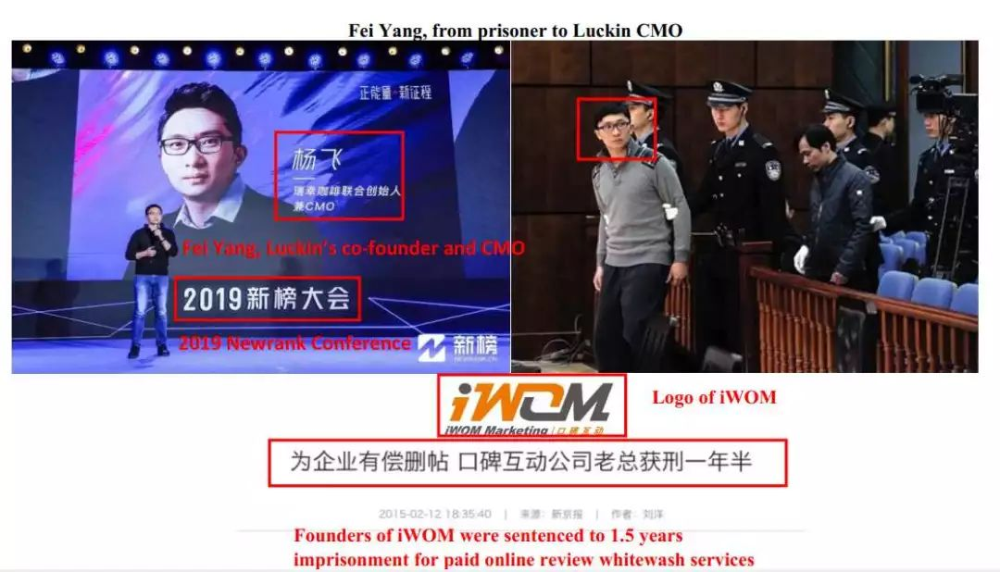 Fei Yang, from prisoner to Luckin CMO
正能量 新征程
杨飞
瑞幸咖啡联合创始人
兼CMO
Fei Yang, Luckin's co-founder and CMO
2019新榜大会
2019 Newrank Conference
新榜
NEWRANK.CN
iWOM
Logo of iWOM
iWOM Marketing | 口碑互动
为企业有偿删帖 口碑互动公司老总获刑一年半
2015-02-12 18:35:40 | 来源：新京报 | 作者：刘洋
Founders of iWOM were sentenced to 1.5 years
imprisonment for paid online review whitewash services